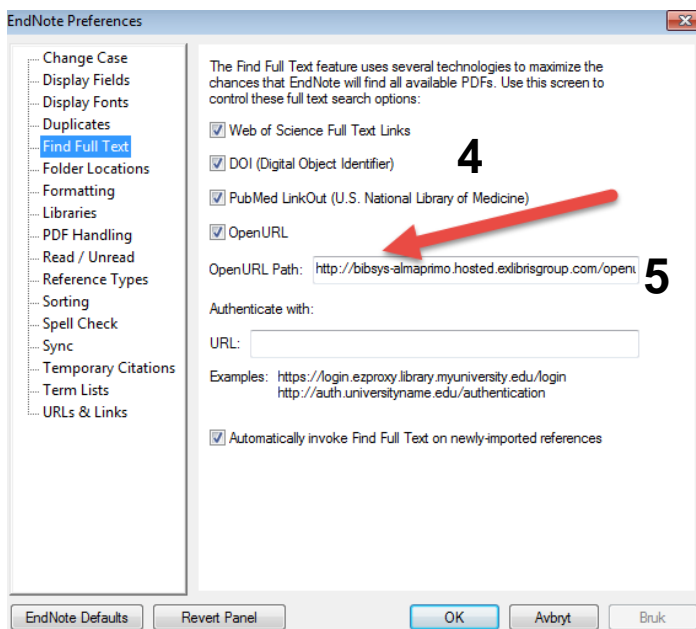 EndNote Preferences
Change Case
Display Fields
Display Fonts
Duplicates
Find Full Text
Folder Locations
Formatting
Libraries
PDF Handling
Read / Unread
Reference Types
Sorting
Spell Check
Sync
Temporary Citations
Term Lists
URLs & Links
The Find Full Text feature uses several technologies to maximize the
chances that EndNote will find all available PDFs. Use this screen to
control these full text search options:
Web of Science Full Text Links
DOI (Digital Object Identifier)
4
PubMed LinkOut (U.S. National Library of Medicine)
OpenURL
OpenURL Path: http://bibsys-almaprimo.hosted.exlibrisgroup.com/openu
5
Authenticate with:
URL:
Examples: https://login.ezproxy.library.myuniversity.edu/login
http://auth.universityname.edu/authentication
Automatically invoke Find Full Text on newly-imported references
EndNote Defaults
Revert Panel
OK
Avbryt
Bruk